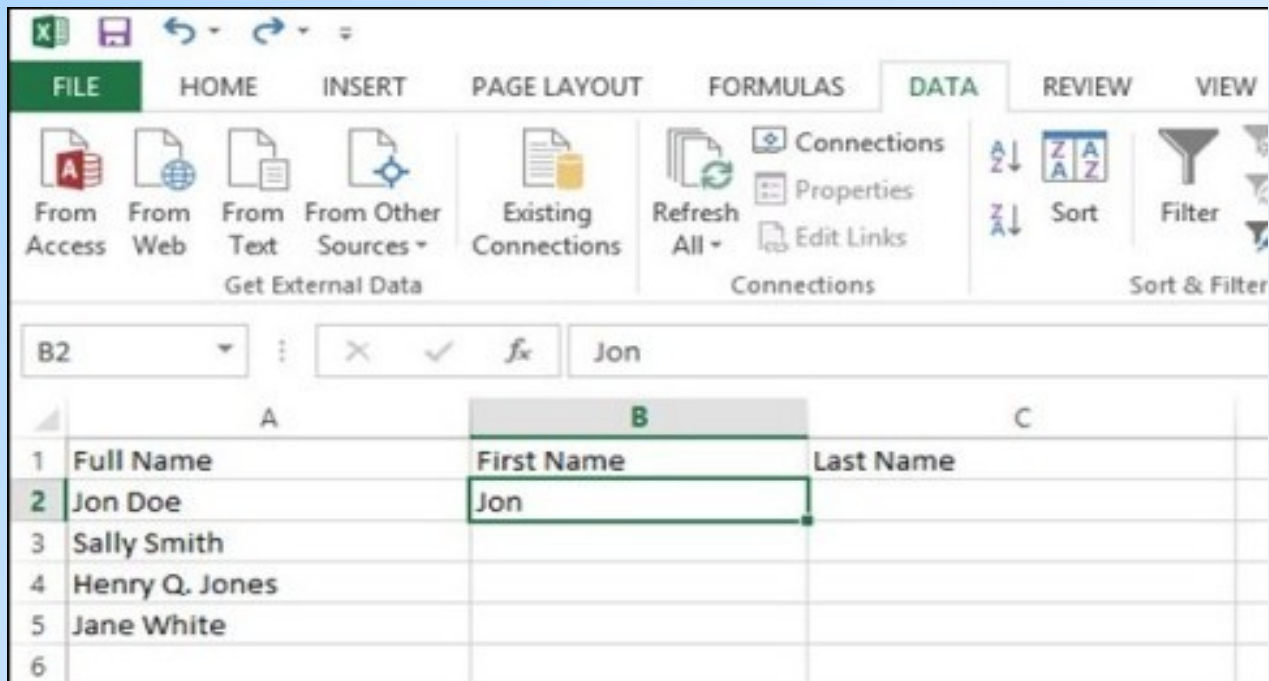 FILE HOME INSERT PAGE LAYOUT FORMULAS DATA REVIEW VIEW
From Access
From Web
From Text
From Other Sources
Existing Connections
Refresh All
Connections
Properties
Edit Links
Sort
Filter
Get External Data
Connections
Sort & Filter
B2 fx Jon
A B C
1 Full Name First Name Last Name
2 Jon Doe Jon
3 Sally Smith
4 Henry Q. Jones
5 Jane White
6